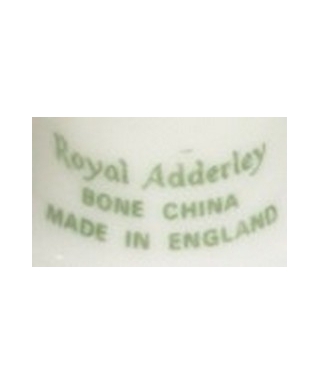 Royal Adderley
BONE CHINA
MADE IN ENGLAND